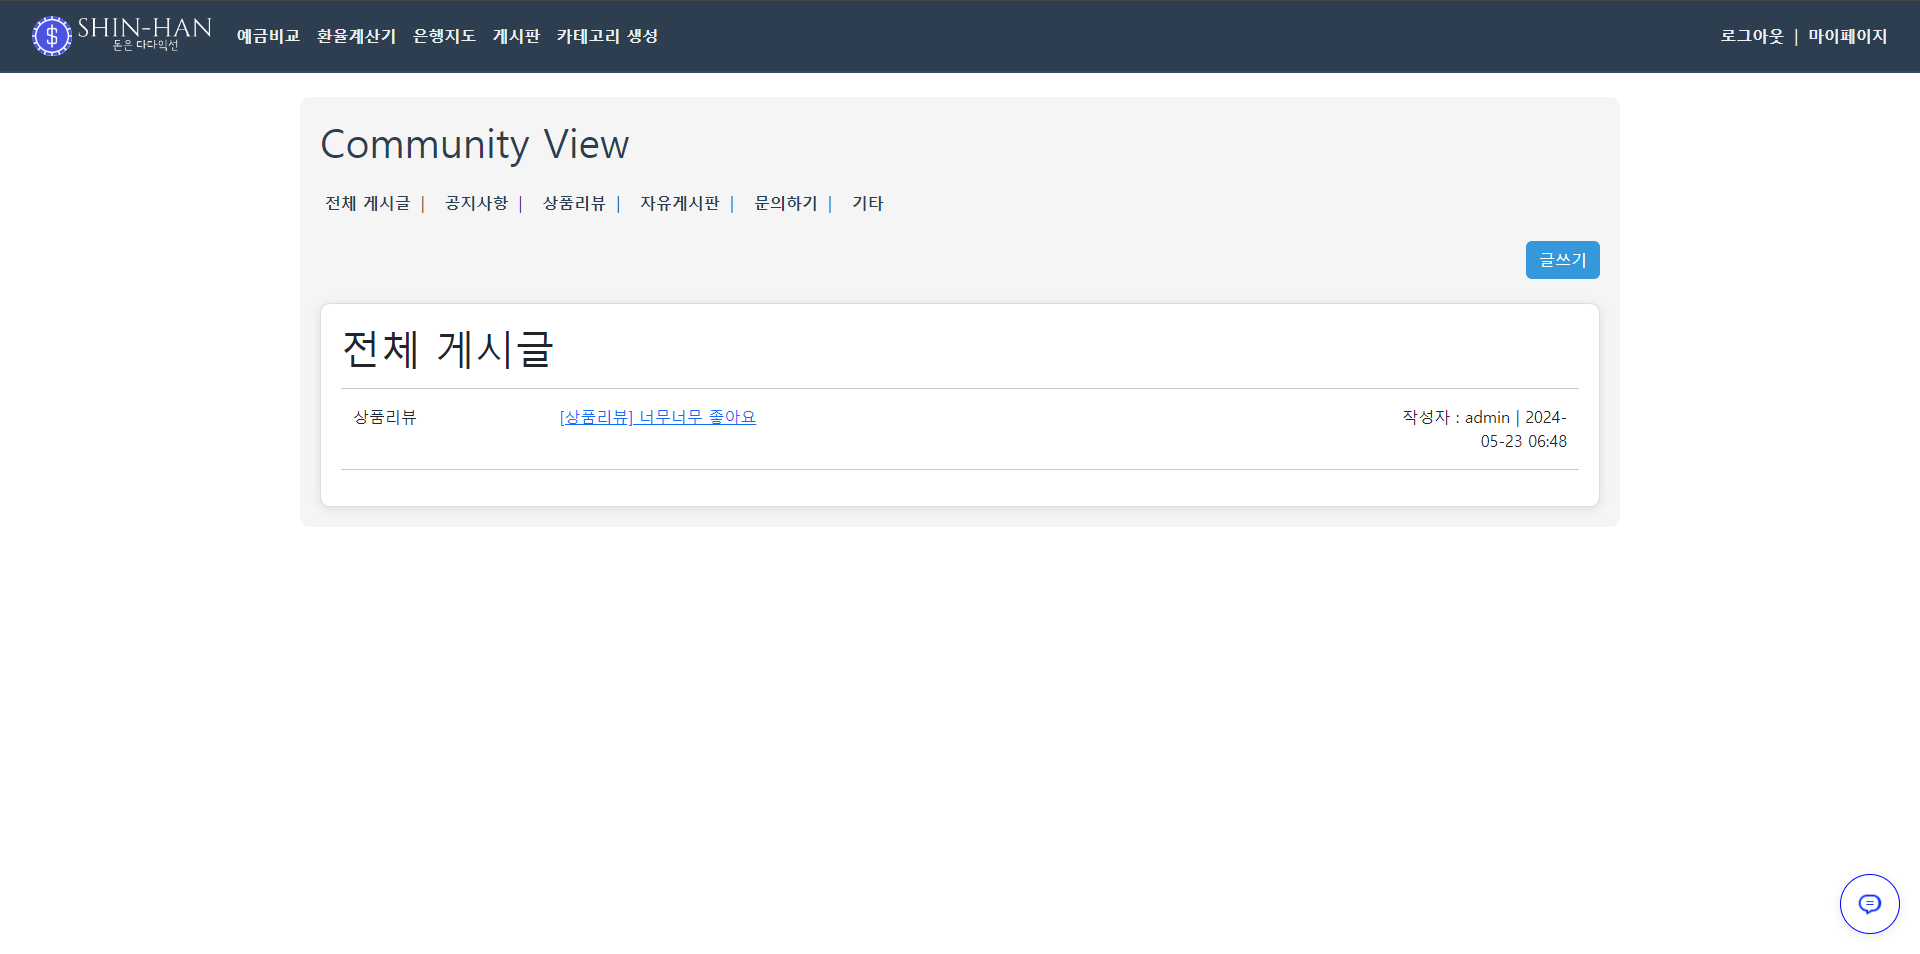 SHIN-HAN
돈은 다다익선
예금비교 환율계산기 은행지도 게시판 카테고리 생성
로그아웃 | 마이페이지
Community View
전체 게시글 | 공지사항 | 상품리뷰 | 자유게시판 | 문의하기 | 기타
글쓰기
전체 게시글
상품리뷰 [상품리뷰] 너무너무 좋아요 작성자 : admin | 2024-
05-23 06:48